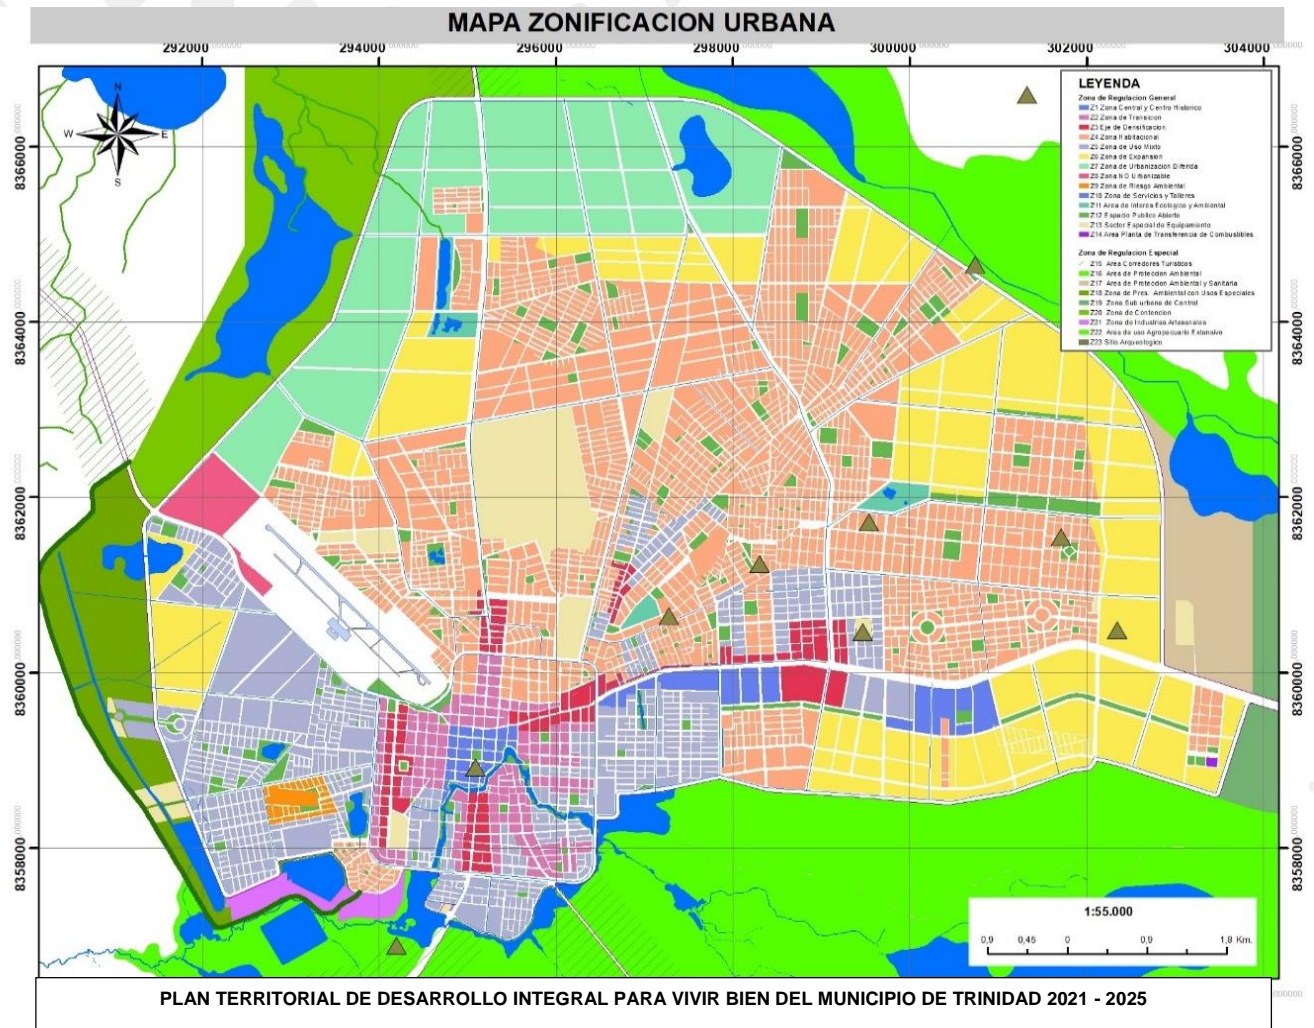 MAPA ZONIFICACION URBANA
292000 294000 296000 298000 300000 302000 304000
8366000 8366000
8364000 8364000
8362000 8362000
8360000 8360000
8358000 8358000
N
W E
S
LEYENDA
Zona de Regulacion General
Z1 Zona Central y Centro Historico
Z2 Zona de Transicion
Z3 Eje de Densificacion
Z4 Zona Habitacional
Z5 Zona de Uso Mixto
Z6 Zona de Expansion
Z7 Zona de Urbanizacion Diferida
Z8 Zona NO Urbanizable
Z9 Zona de Riesgo Ambiental
Z10 Zona de Servicios y Talleres
Z11 Area de Interes Ecologico y Ambiental
Z12 Espacio Publico Abierto
Z13 Sector Especial de Equipamiento
Z14 Area Planta de Transferencia de Combustibles
Zona de Regulacion Especial
Z15 Area Corredores Turisticos
Z16 Area de Proteccion Ambiental
Z17 Area de Proteccion Ambiental y Sanitaria
Z18 Zona de Pres. Ambiental con Usos Especiales
Z19 Zona Sub urbana de Control
Z20 Zona de Contencion
Z21 Zona de Industrias Artesanales
Z22 Area de uso Agropecuario Extensivo
Z23 Sitio Arqueologico
1:55.000
0,9 0,45 0 0,9 1,8 Km.
PLAN TERRITORIAL DE DESARROLLO INTEGRAL PARA VIVIR BIEN DEL MUNICIPIO DE TRINIDAD 2021 - 2025